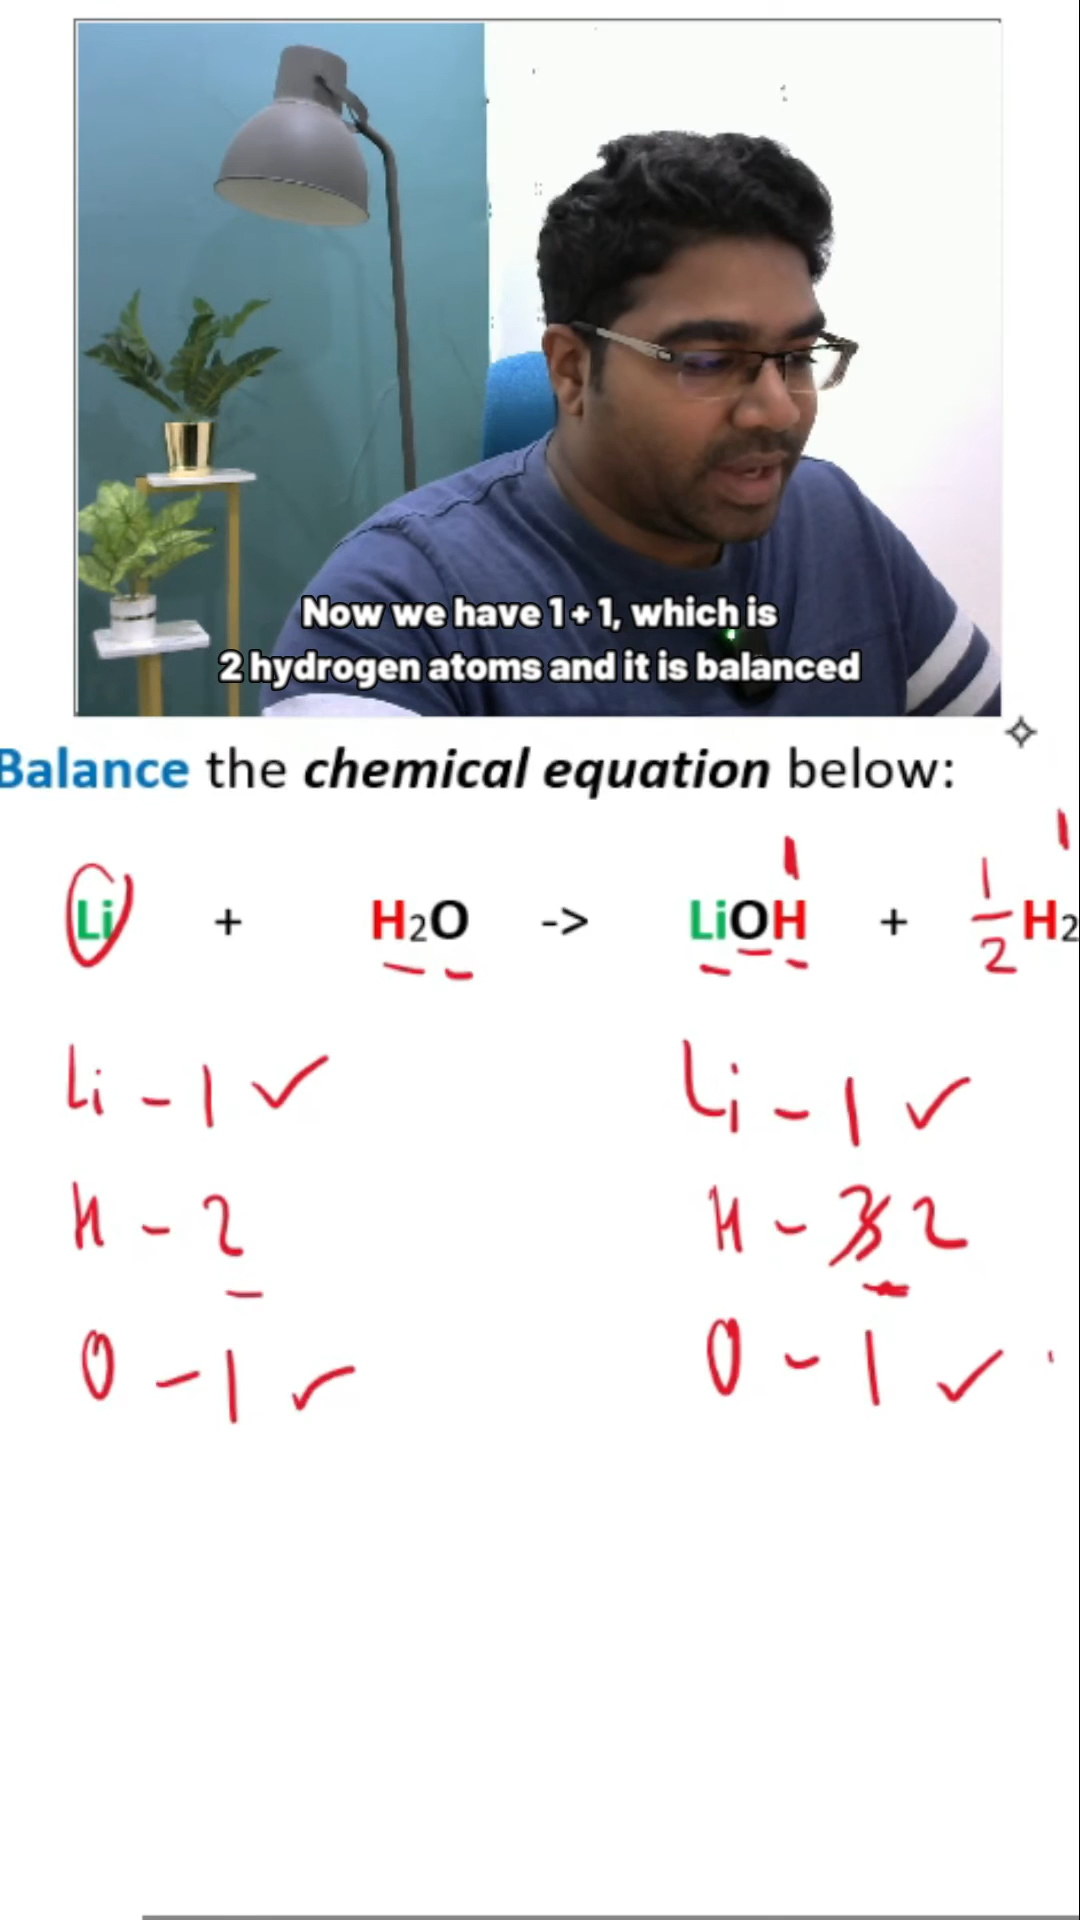 Now we have 1 + 1, which is
2 hydrogen atoms and it is balanced
Balance the chemical equation below:
1 1
Li + H2O -> LiOH + 1/2 H2
Li - 1 ✓ Li - 1 ✓
H - 2 H - 3 2
O - 1 ✓ O - 1 ✓